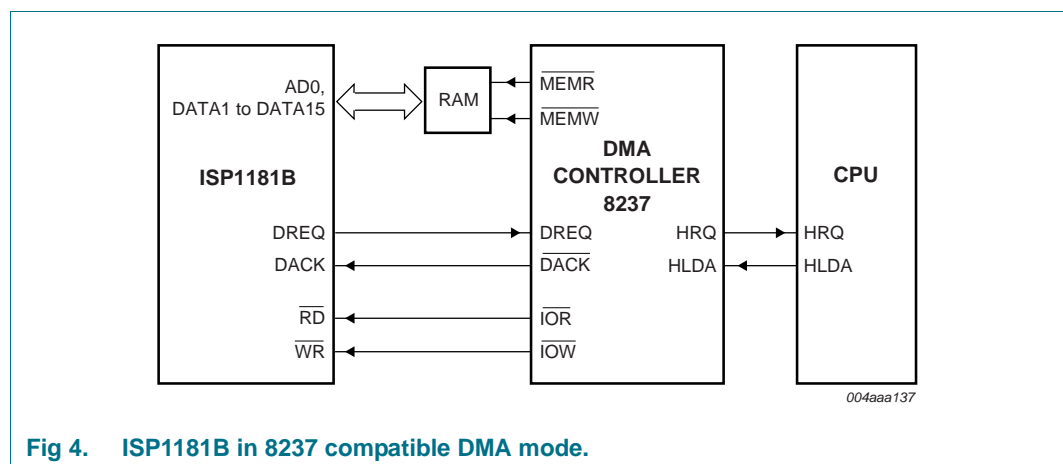 AD0,
DATA1 to DATA15
RAM
MEMR
MEMW
ISP1181B
DMA
CONTROLLER
8237
CPU
DREQ
DREQ
HRQ
HRQ
DACK
DACK
HLDA
HLDA
RD
IOR
WR
IOW
004aaa137
Fig 4. ISP1181B in 8237 compatible DMA mode.